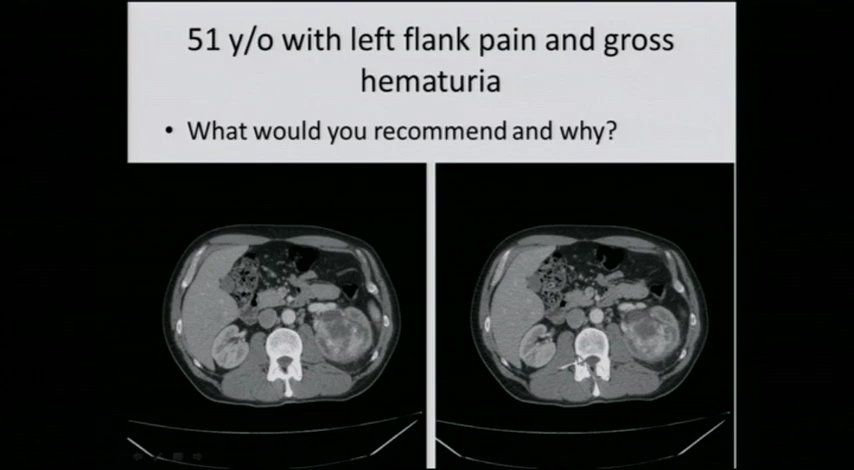 51 y/o with left flank pain and gross
hematuria
• What would you recommend and why?